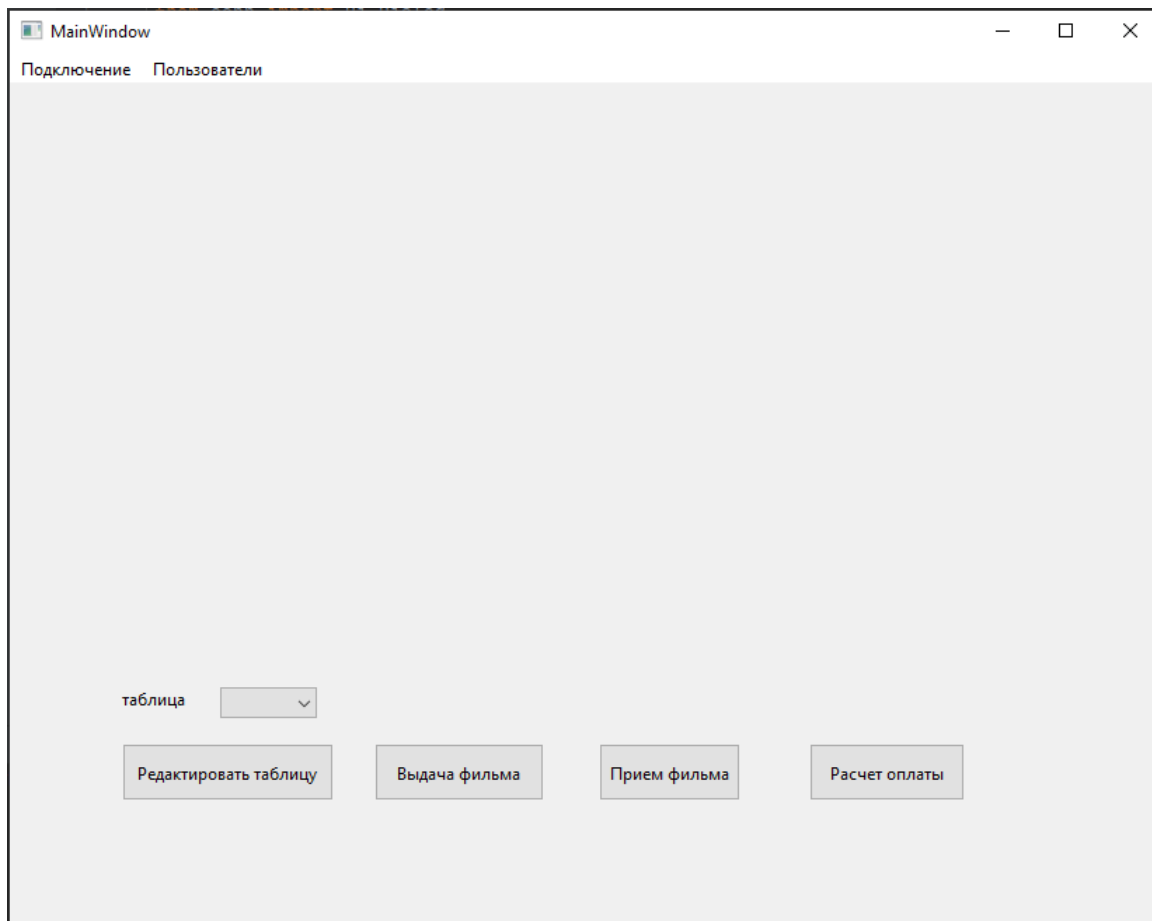 MainWindow
Подключение Пользователи
таблица
Редактировать таблицу Выдача фильма Прием фильма Расчет оплаты